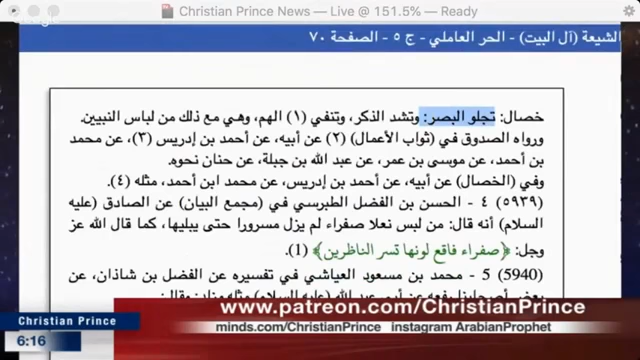 Christian Prince News — Live @ 151.5% — Ready
الشيعة (آل البيت) - الحر العاملي - ج ٥ - الصفحة ٧٠
خصال: تجلو البصر: وتشد الذكر، وتنفي (١) الهم، وهي مع ذلك من لباس النبيين.
ورواه الصدوق في (ثواب الأعمال) (٢) عن أبيه، عن أحمد بن إدريس (٣)، عن محمد
بن أحمد، عن موسى بن عمر، عن عبد الله بن جبلة، عن حنان نحوه.
وفي (الخصال) عن أبيه، عن أحمد بن إدريس، عن محمد ابن أحمد، مثله (٤).
(٥٩٣٩) ٤ - الحسن بن الفضل الطبرسي في (مجمع البيان) عن الصادق (عليه
السلام) أنه قال: من لبس نعلا صفراء لم يزل مسرورا حتى يبليها، كما قال الله عز
وجل: ﴿صفراء فاقع لونها تسر الناظرين﴾ (1).
(5940) 5 - محمد بن مسعود العياشي في تفسيره عن الفضل بن شاذان، عن
بعض
www.patreon.com/ChristianPrince
Christian Prince
minds.com/ChristianPrince instagram ArabianProphet
6:16